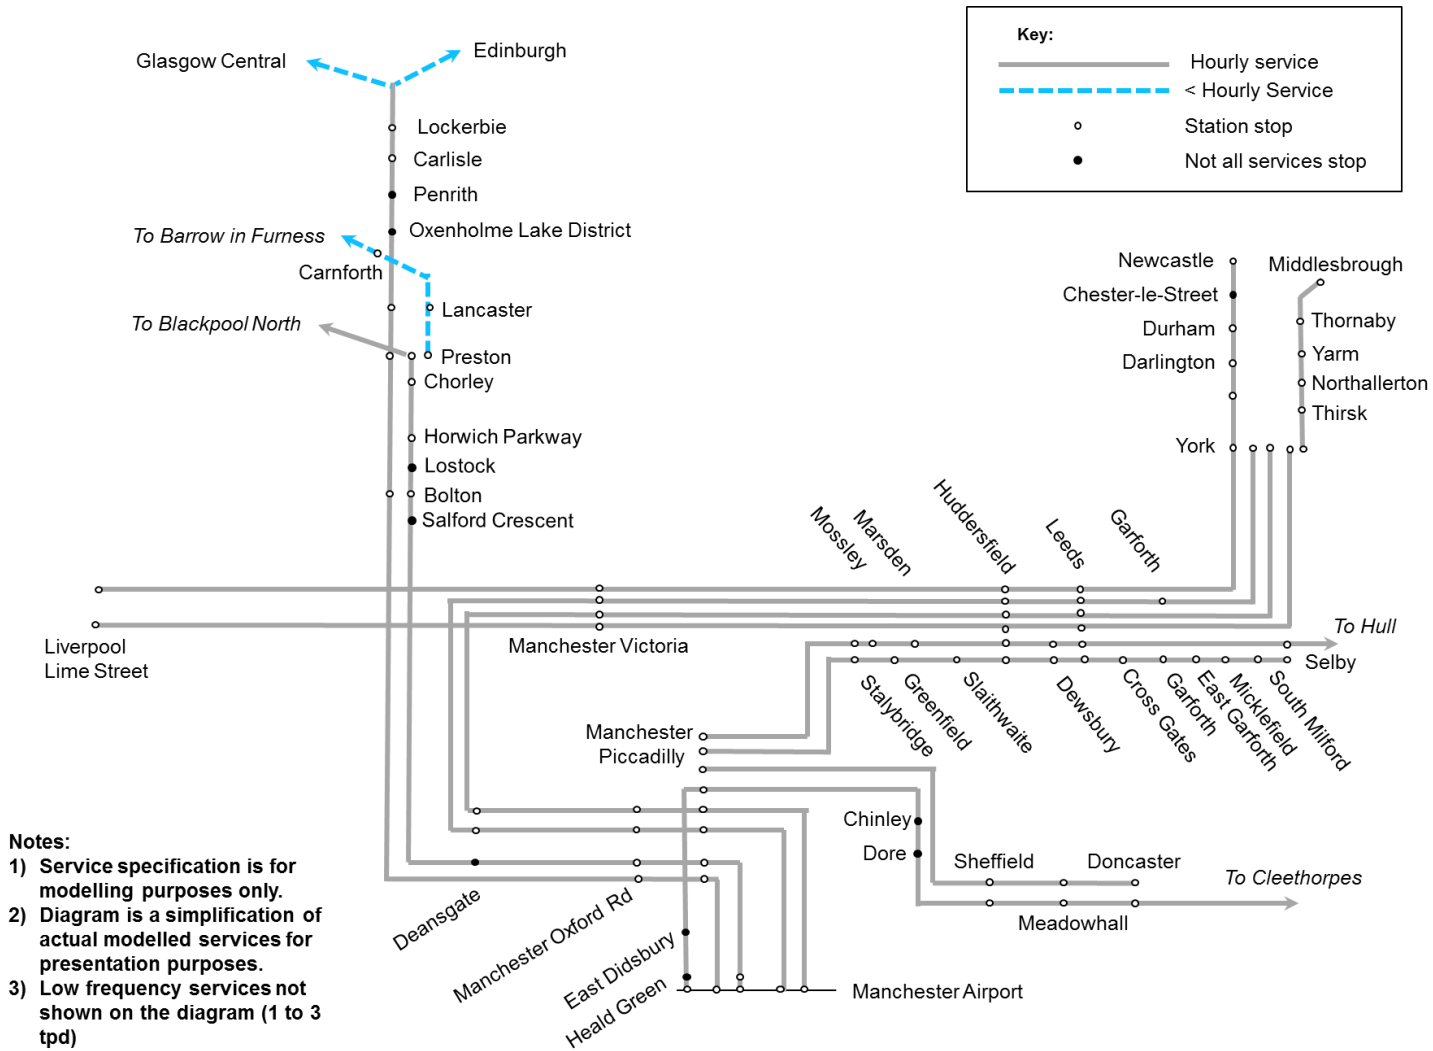 Key:
Hourly service
< Hourly Service
Station stop
Not all services stop
Glasgow Central
Edinburgh
Lockerbie
Carlisle
Penrith
Oxenholme Lake District
To Barrow in Furness
Carnforth
Lancaster
To Blackpool North
Preston
Chorley
Horwich Parkway
Lostock
Bolton
Salford Crescent
Newcastle
Chester-le-Street
Durham
Darlington
York
Middlesbrough
Thornaby
Yarm
Northallerton
Thirsk
Mossley
Marsden
Huddersfield
Leeds
Garforth
Liverpool
Lime Street
Manchester Victoria
To Hull
Selby
Stalybridge
Greenfield
Slaithwaite
Dewsbury
Cross Gates
Garforth
East Garforth
Micklefield
South Milford
Manchester
Piccadilly
Chinley
Dore
Sheffield
Doncaster
Meadowhall
To Cleethorpes
Deansgate
Manchester Oxford Rd
East Didsbury
Heald Green
Manchester Airport
Notes:
1) Service specification is for
modelling purposes only.
2) Diagram is a simplification of
actual modelled services for
presentation purposes.
3) Low frequency services not
shown on the diagram (1 to 3
tpd)